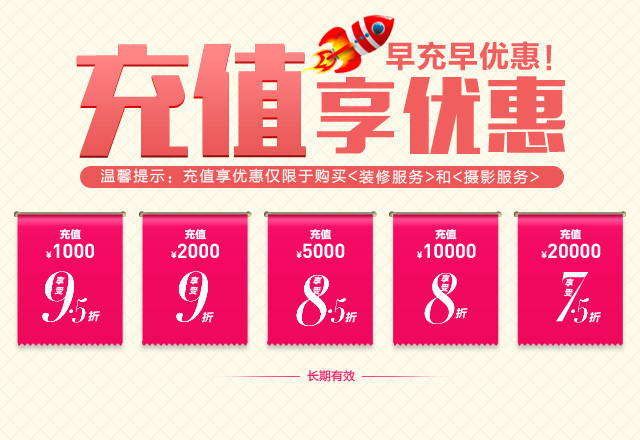 早充早优惠!
充值享优惠
温馨提示：充值享优惠仅限于购买<装修服务>和<摄影服务>
充值
¥1000
享受
9.5折
充值
¥2000
享受
9折
充值
¥5000
享受
8.5折
充值
¥10000
享受
8折
充值
¥20000
享受
7.5折
长期有效